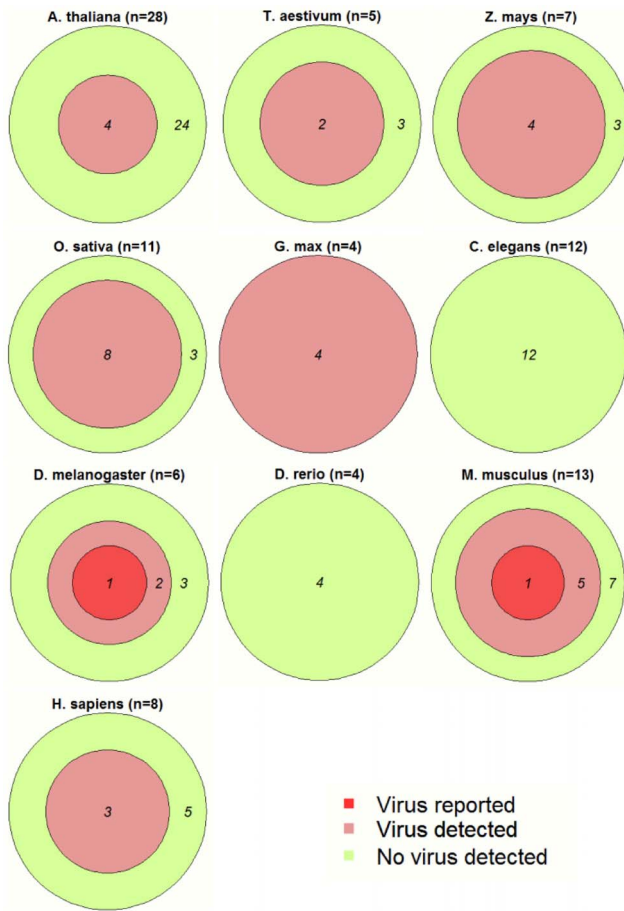 A. thaliana (n=28)
T. aestivum (n=5)
Z. mays (n=7)
4
24
2
3
4
3
O. sativa (n=11)
G. max (n=4)
C. elegans (n=12)
8
3
4
12
D. melanogaster (n=6)
D. rerio (n=4)
M. musculus (n=13)
1
2
3
4
1
5
7
H. sapiens (n=8)
3
5
Virus reported
Virus detected
No virus detected